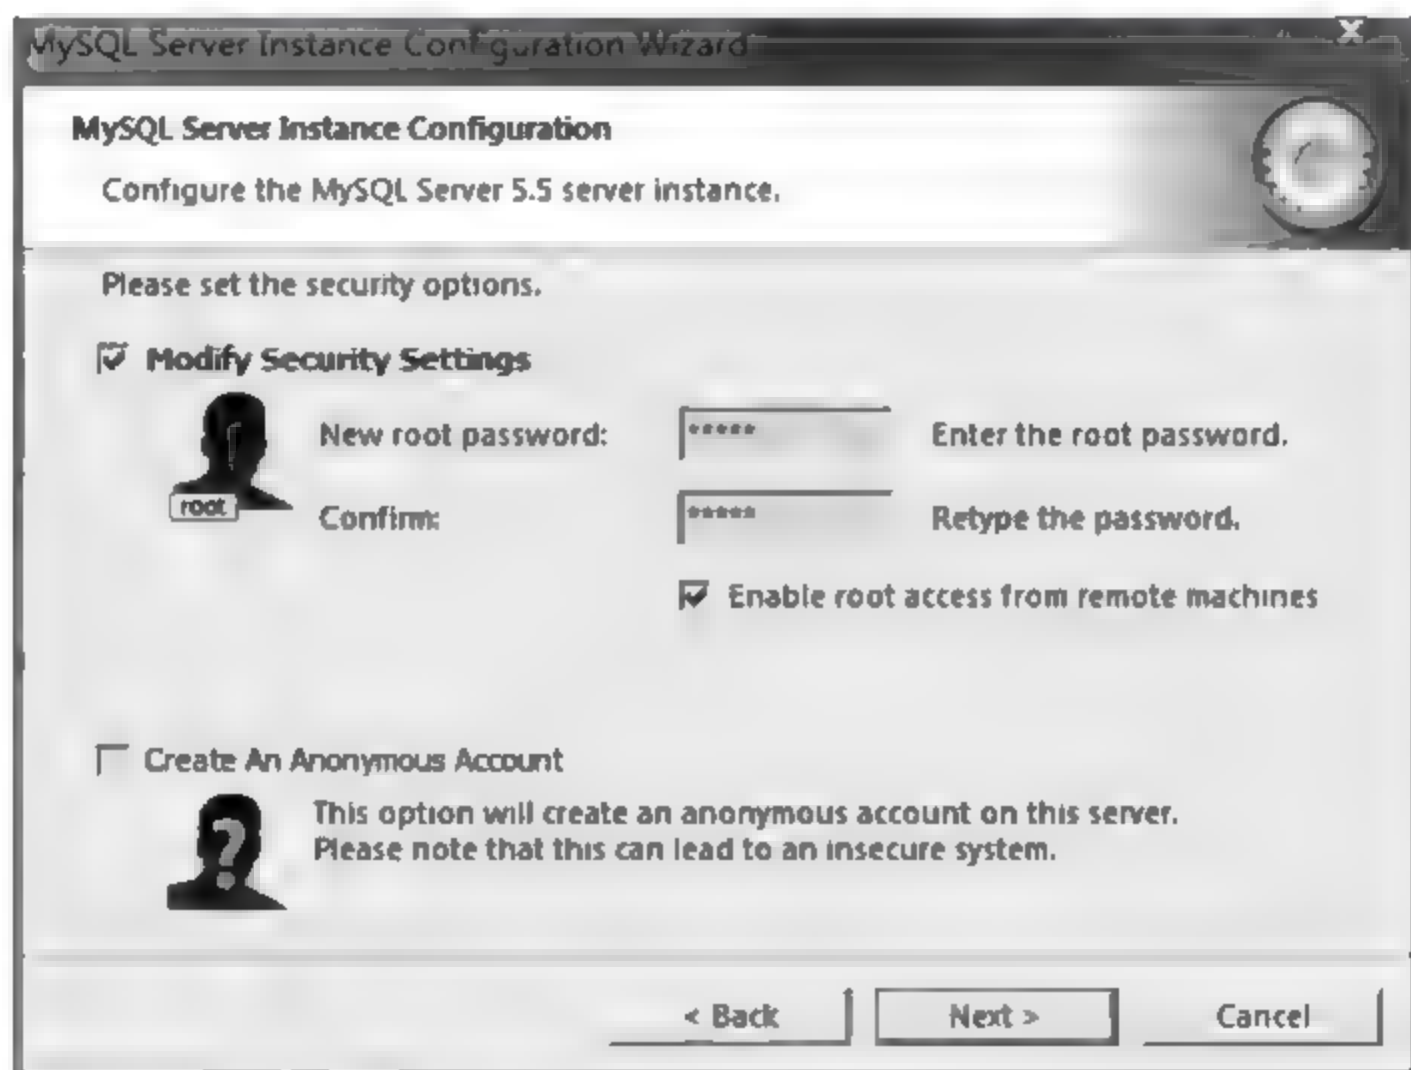 MySQL Server Instance Configuration Wizard
MySQL Server Instance Configuration
Configure the MySQL Server 5.5 server instance.
Please set the security options.
Modify Security Settings
New root password: ***** Enter the root password.
root
Confirm: ***** Retype the password.
Enable root access from remote machines
Create An Anonymous Account
This option will create an anonymous account on this server.
Please note that this can lead to an insecure system.
< Back Next > Cancel